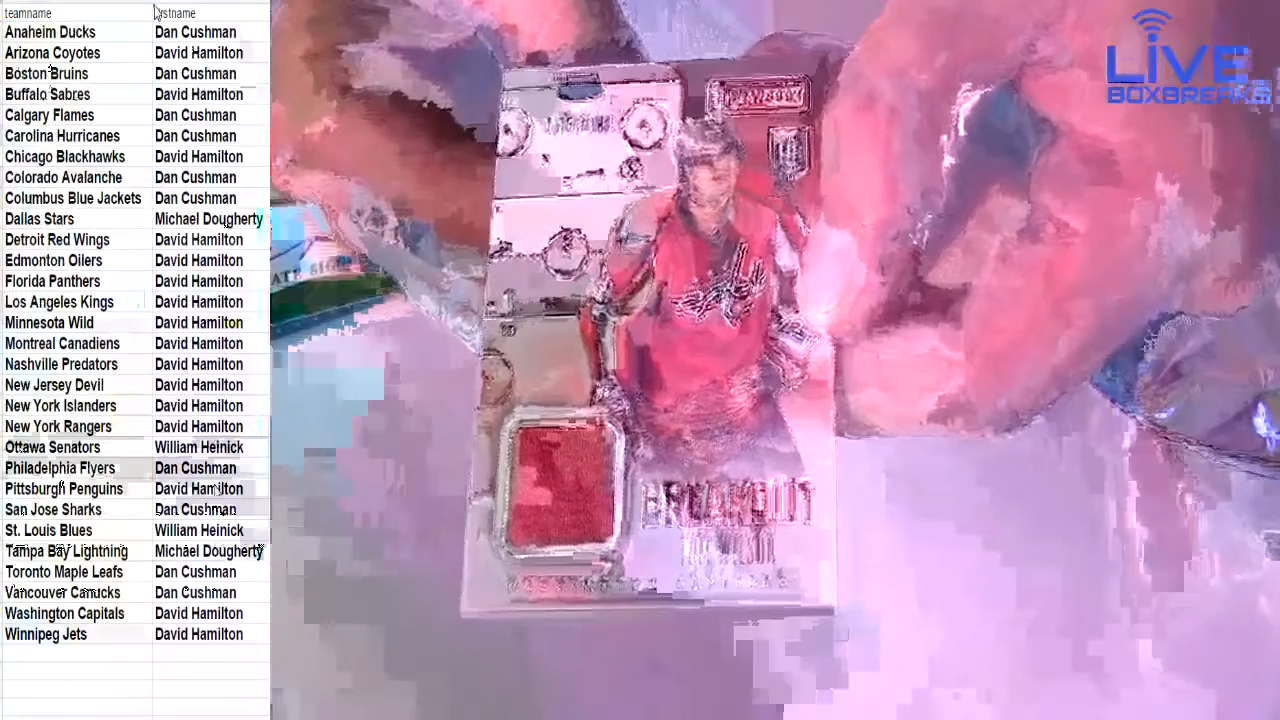 teamname rstname
Anaheim Ducks Dan Cushman
Arizona Coyotes David Hamilton
Boston Bruins Dan Cushman
Buffalo Sabres David Hamilton
Calgary Flames Dan Cushman
Carolina Hurricanes Dan Cushman
Chicago Blackhawks David Hamilton
Colorado Avalanche Dan Cushman
Columbus Blue Jackets Dan Cushman
Dallas Stars Michael Dougherty
Detroit Red Wings David Hamilton
Edmonton Oilers David Hamilton
Florida Panthers David Hamilton
Los Angeles Kings David Hamilton
Minnesota Wild David Hamilton
Montreal Canadiens David Hamilton
Nashville Predators David Hamilton
New Jersey Devil David Hamilton
New York Islanders David Hamilton
New York Rangers David Hamilton
Ottawa Senators William Heinick
Philadelphia Flyers Dan Cushman
Pittsburgh Penguins David Hamilton
San Jose Sharks Dan Cushman
St. Louis Blues William Heinick
Tampa Bay Lightning Michael Dougherty
Toronto Maple Leafs Dan Cushman
Vancouver Canucks Dan Cushman
Washington Capitals David Hamilton
Winnipeg Jets David Hamilton
LIVE
BOXBREAKS
BREAKOUT